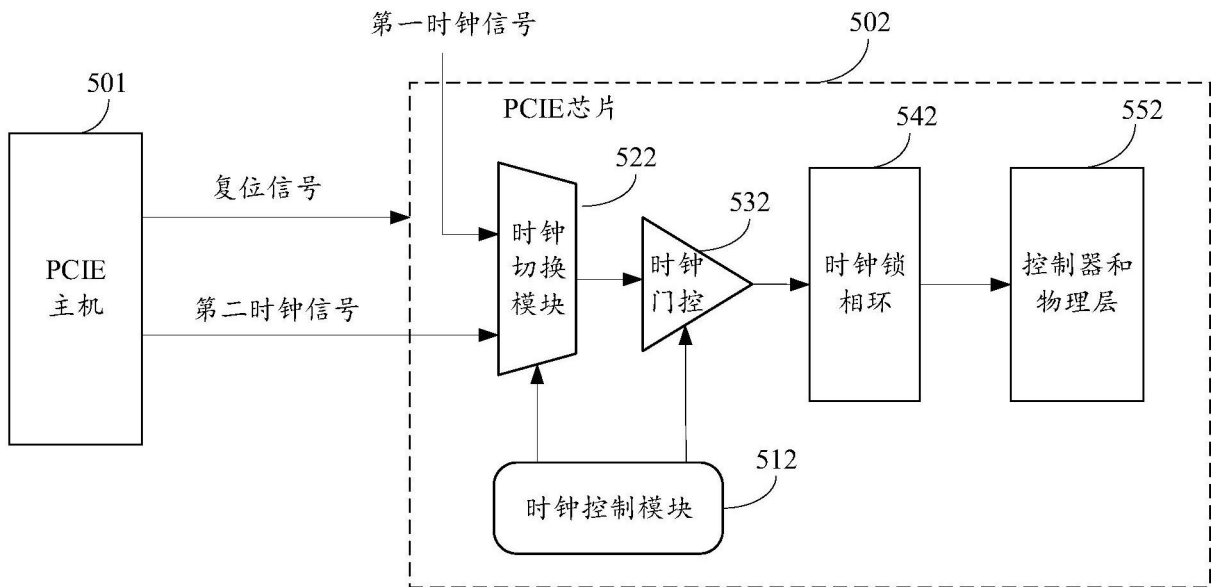 第一时钟信号
502
501
PCIE芯片
522
542
552
复位信号
532
PCIE
主机
时钟
切换
模块
时钟
门控
时钟锁
相环
控制器和
物理层
第二时钟信号
512
时钟控制模块